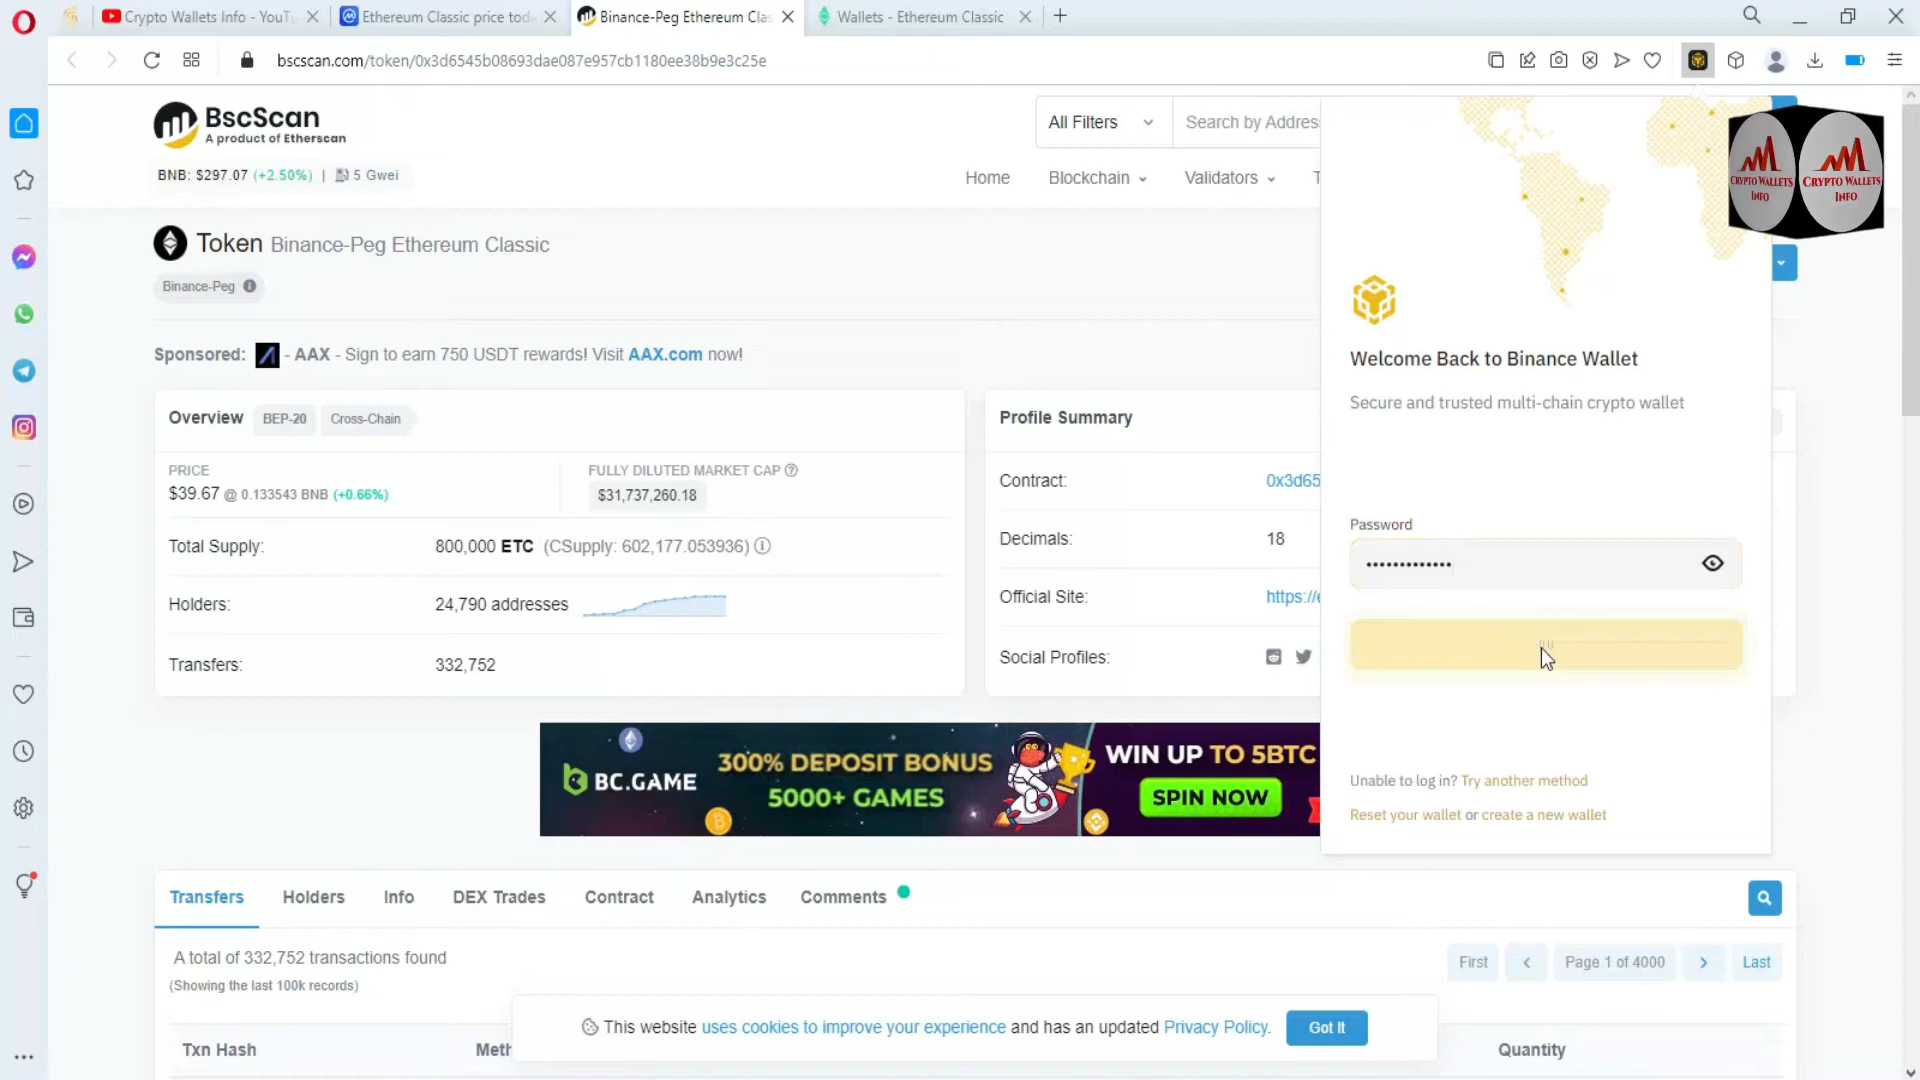 Crypto Wallets Info - YouTu
Ethereum Classic price toda
Binance-Peg Ethereum Clas
Wallets - Ethereum Classic
bscscan.com/token/0x3d6545b08693dae087e957cb1180ee38b9e3c25e
BscScan
A product of Etherscan
All Filters
Search by Addres
BNB: $297.07 (+2.50%) | 5 Gwei
Home
Blockchain
Validators
T
CRYPTO WALLETS
INFO
CRYPTO WALLETS
INFO
Token Binance-Peg Ethereum Classic
Binance-Peg
Sponsored: - AAX - Sign to earn 750 USDT rewards! Visit AAX.com now!
Overview
BEP-20
Cross-Chain
PRICE
$39.67 @ 0.133543 BNB (+0.66%)
FULLY DILUTED MARKET CAP
$31,737,260.18
Total Supply:
800,000 ETC (CSupply: 602,177.053936)
Holders:
24,790 addresses
Transfers:
332,752
Profile Summary
Contract:
0x3d65
Decimals:
18
Official Site:
https://e
Social Profiles:
Welcome Back to Binance Wallet
Secure and trusted multi-chain crypto wallet
Password
•••••••••••••
Unable to log in? Try another method
Reset your wallet or create a new wallet
BC.GAME
300% DEPOSIT BONUS
5000+ GAMES
WIN UP TO 5BTC
SPIN NOW
Transfers
Holders
Info
DEX Trades
Contract
Analytics
Comments
A total of 332,752 transactions found
(Showing the last 100k records)
First
Page 1 of 4000
Last
This website uses cookies to improve your experience and has an updated Privacy Policy.
Got It
Txn Hash
Meth
Quantity